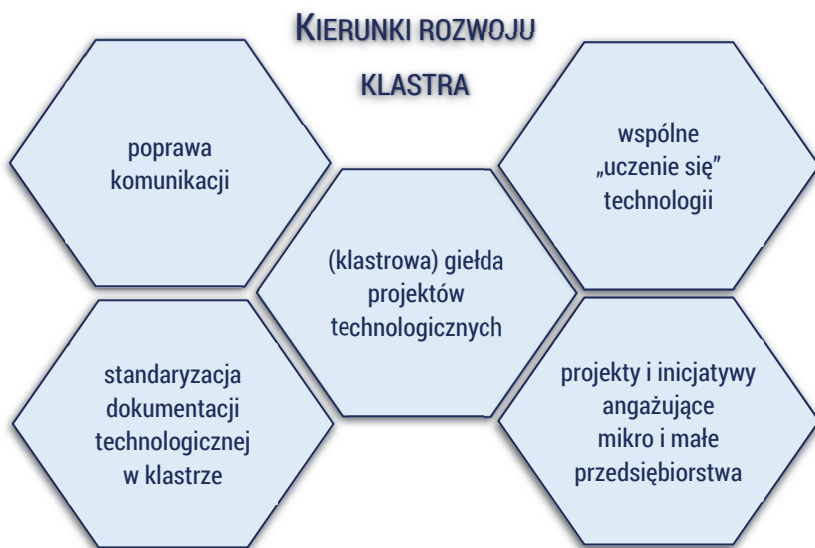 KIERUNKI ROZWOJU
KLASTRA
poprawa
komunikacji
wspólne
„uczenie się”
technologii
(klastrowa) giełda
projektów
technologicznych
standaryzacja
dokumentacji
technologicznej
w klastrze
projekty i inicjatywy
angażujące
mikro i małe
przedsiębiorstwa